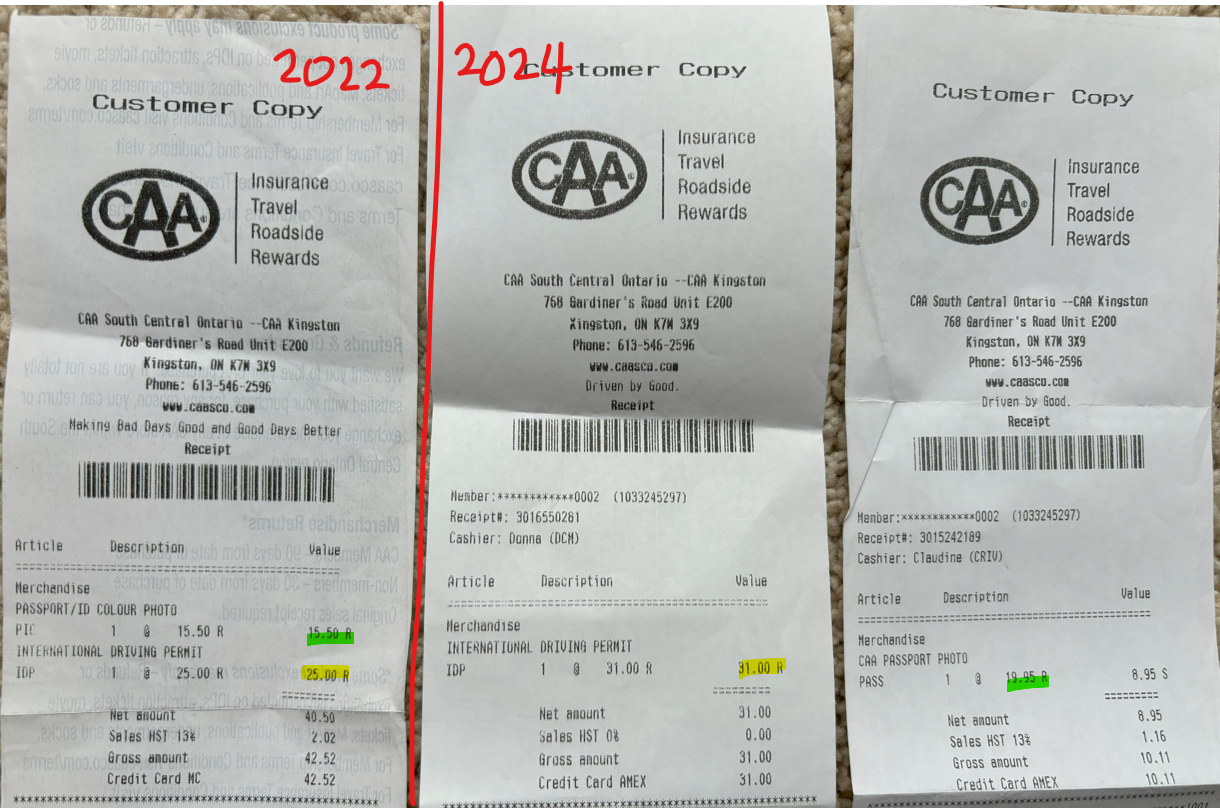 2022
Customer Copy
CAA
Insurance
Travel
Roadside
Rewards
CAA South Central Ontario --CAA Kingston
768 Gardiner's Road Unit E200
Kingston, ON K7M 3X9
Phone: 613-546-2596
www.caasco.com
Making Bad Days Good and Good Days Better
Receipt
Article Description Value
Merchandise
PASSPORT/ID COLOUR PHOTO
PIC 1 @ 15.50 R 15.50 R
INTERNATIONAL DRIVING PERMIT
IDP 1 @ 25.00 R 25.00 R
Net amount 40.50
Sales HST 13% 2.02
Gross amount 42.52
Credit Card MC 42.52
2024
Customer Copy
CAA
Insurance
Travel
Roadside
Rewards
CAA South Central Ontario --CAA Kingston
768 Gardiner's Road Unit E200
Kingston, ON K7M 3X9
Phone: 613-546-2596
www.caasco.com
Driven by Good.
Receipt
Member:************0002 (1033245297)
Receipt#: 3016550281
Cashier: Donna (DCM)
Article Description Value
Merchandise
INTERNATIONAL DRIVING PERMIT
IDP 1 @ 31.00 R 31.00 R
Net amount 31.00
Sales HST 0% 0.00
Gross amount 31.00
Credit Card AMEX 31.00
Customer Copy
CAA
Insurance
Travel
Roadside
Rewards
CAA South Central Ontario --CAA Kingston
768 Gardiner's Road Unit E200
Kingston, ON K7M 3X9
Phone: 613-546-2596
www.caasco.com
Driven by Good.
Receipt
Member:************0002 (1033245297)
Receipt#: 3015242189
Cashier: Claudine (CRIV)
Article Description Value
Merchandise
CAA PASSPORT PHOTO
PASS 1 @ 19.95 R 8.95 S
Net amount 8.95
Sales HST 13% 1.16
Gross amount 10.11
Credit Card AMEX 10.11